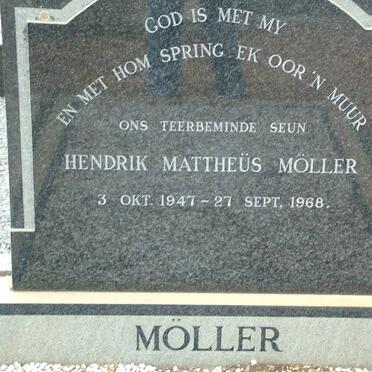 GOD IS MET MY
EN MET HOM SPRING EK OOR 'N MUUR
ONS TEERBEMINDE SEUN
HENDRIK MATTHEÜS MÖLLER
3 OKT. 1947 – 27 SEPT, 1968.
MÖLLER